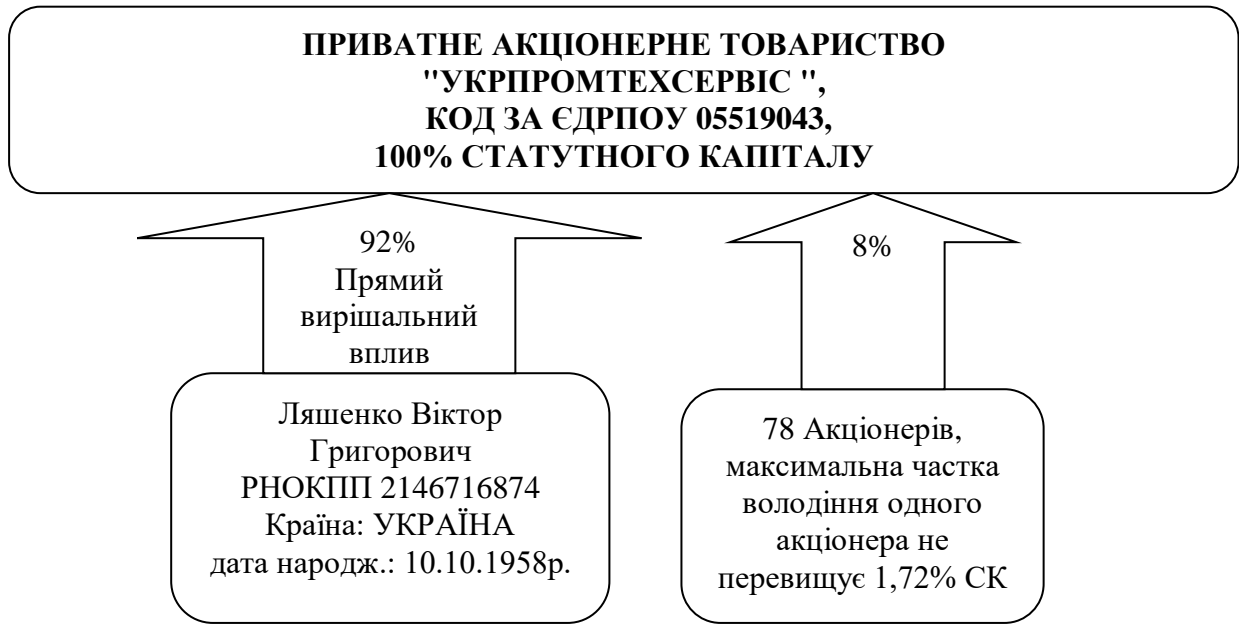 ПРИВАТНЕ АКЦІОНЕРНЕ ТОВАРИСТВО
"УКРПРОМТЕХСЕРВІС ",
КОД ЗА ЄДРПОУ 05519043,
100% СТАТУТНОГО КАПІТАЛУ
92%
Прямий
вирішальний
вплив
8%
Ляшенко Віктор
Григорович
РНОКПП 2146716874
Країна: УКРАЇНА
дата народж.: 10.10.1958р.
78 Акціонерів,
максимальна частка
володіння одного
акціонера не
перевищує 1,72% СК